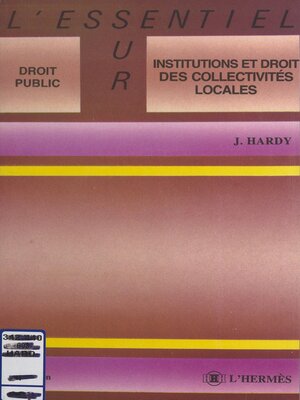 L'ESSENTIEL
SUR
DROIT
PUBLIC
INSTITUTIONS ET DROIT
DES COLLECTIVITÉS
LOCALES
J. HARDY
L'HERMÈS